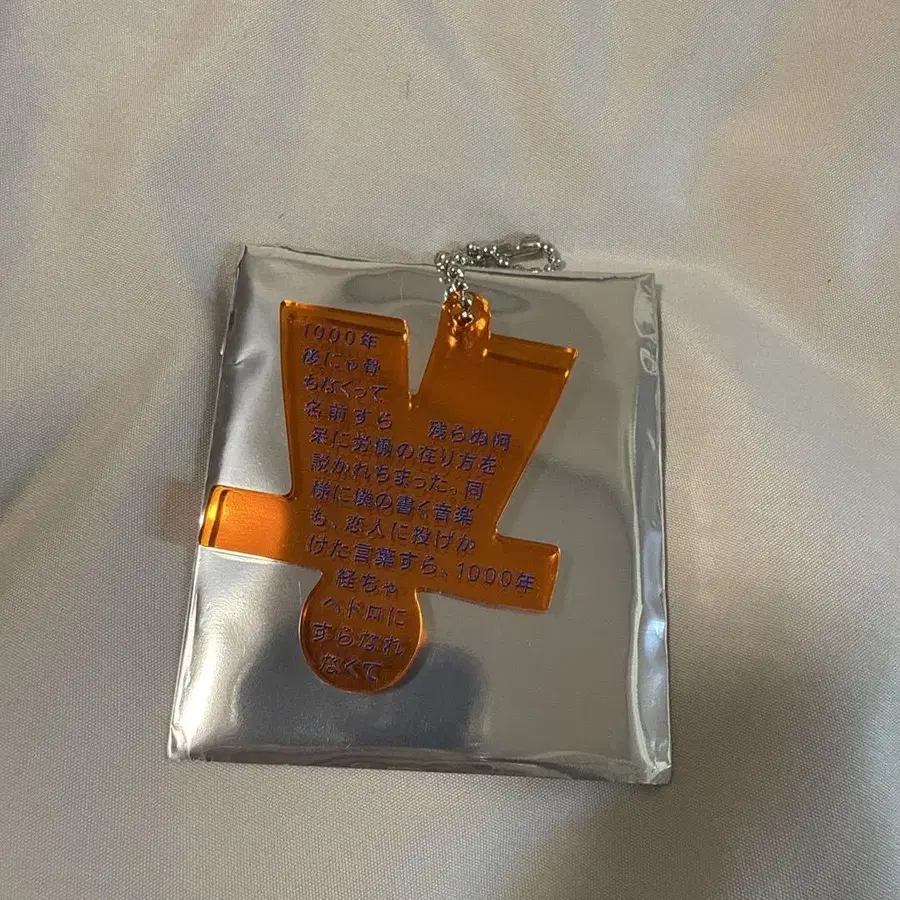 1000年
後にゃ骨
もなくって
名前すら 残らぬ阿
呆に労働の在り方を
説かれちまった。同
様に僕の書く音楽
も、恋人に投げか
けた言葉すら、1000年
経ちゃ
ヘドロに
すらなれ
なくて